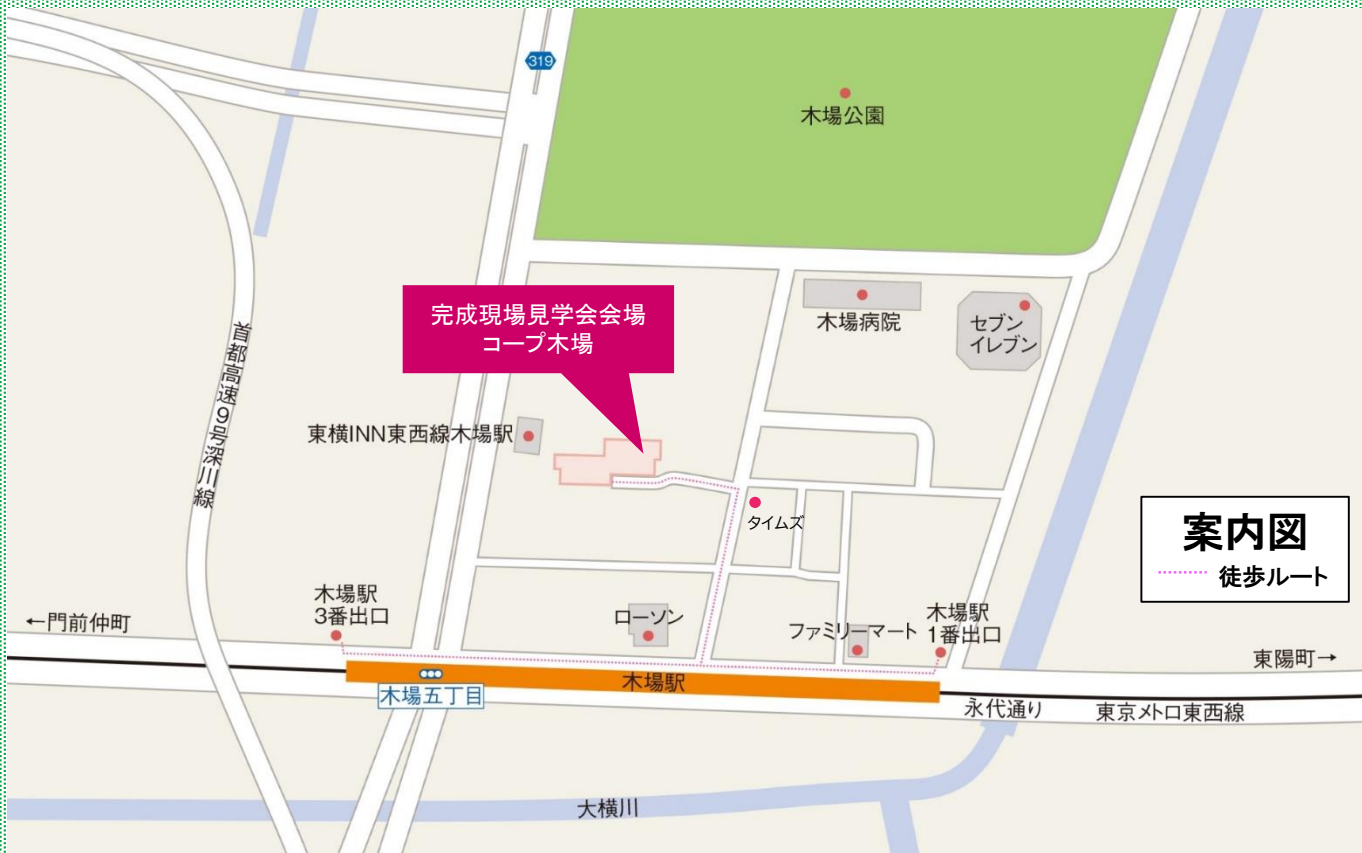 319
木場公園
完成現場見学会会場
コープ木場
木場病院
セブン
イレブン
首都高速9号深川線
東横INN東西線木場駅
タイムズ
案内図
徒歩ルート
木場駅
3番出口
←門前仲町
ローソン
ファミリーマート
木場駅
1番出口
東陽町→
木場駅
木場五丁目
永代通り
東京メトロ東西線
大横川